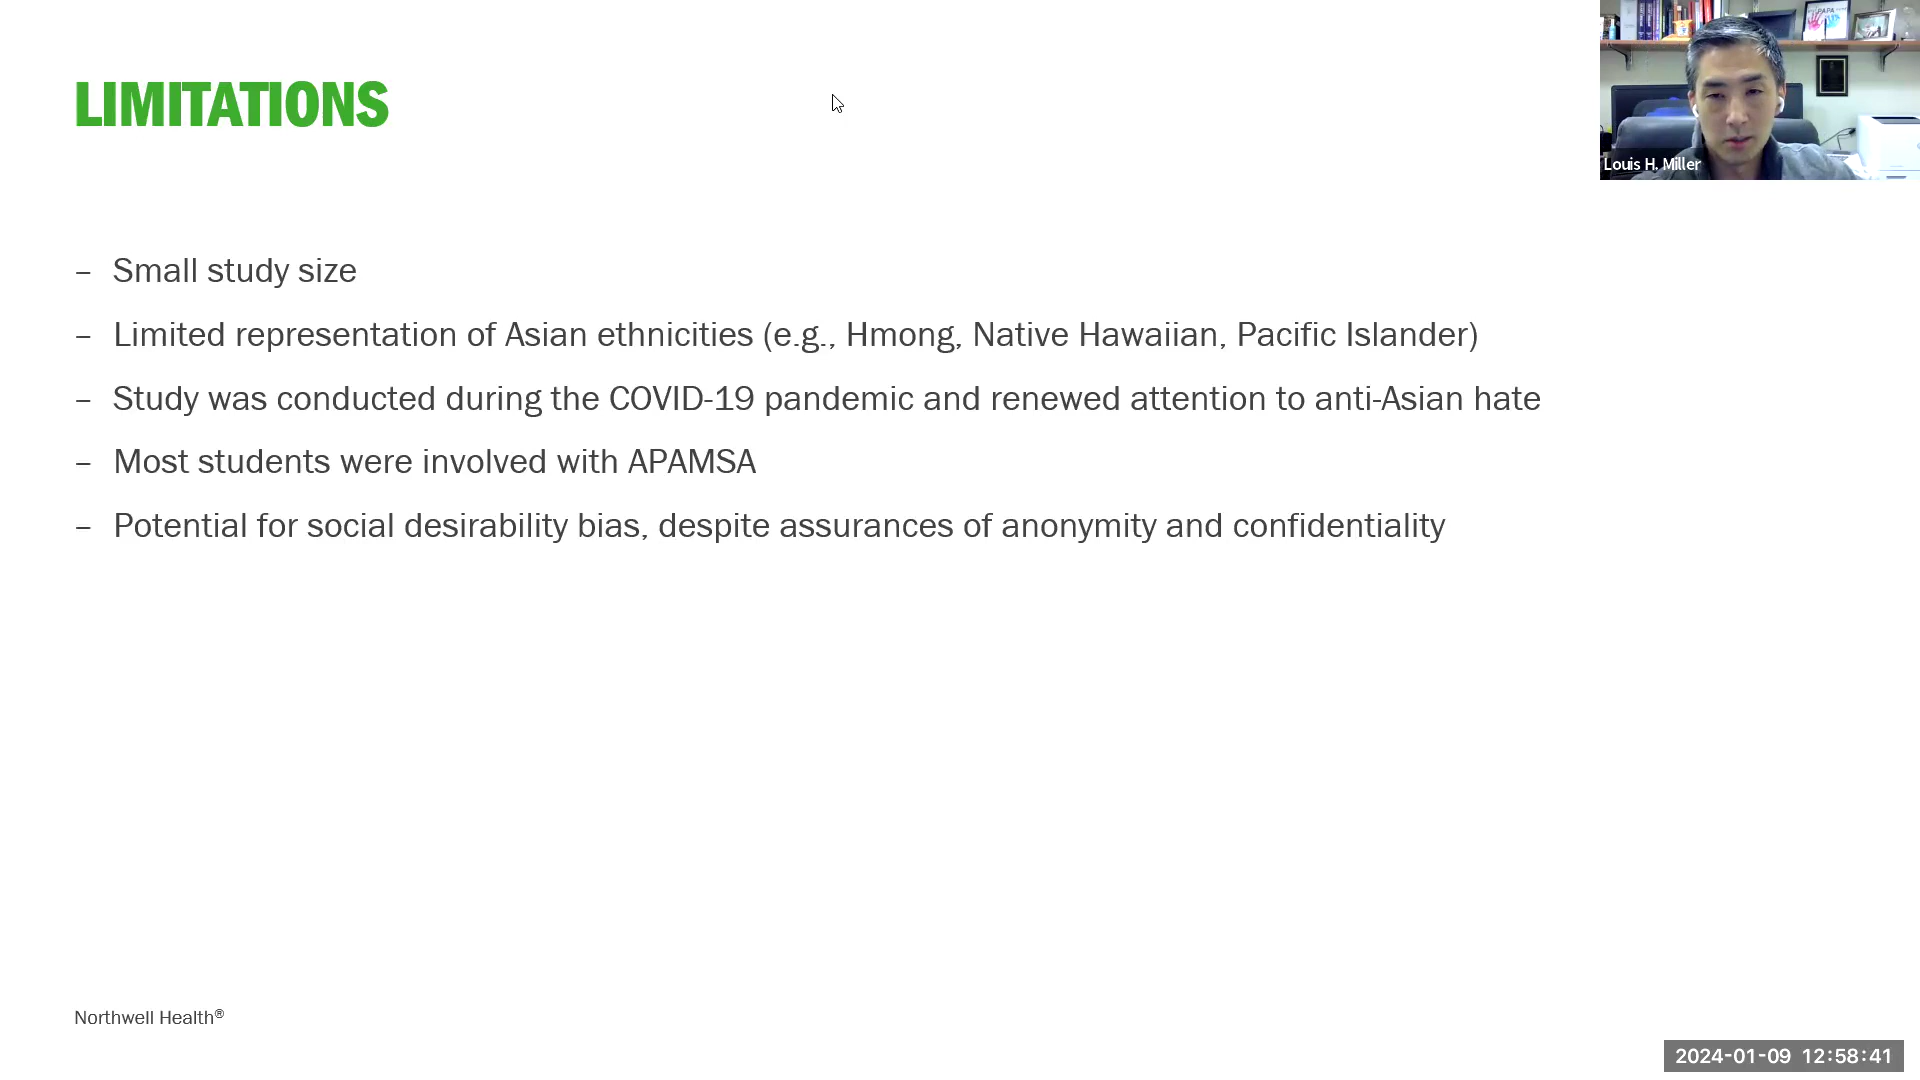 LIMITATIONS
PAPA
Louis H. Miller
– Small study size
– Limited representation of Asian ethnicities (e.g., Hmong, Native Hawaiian, Pacific Islander)
– Study was conducted during the COVID-19 pandemic and renewed attention to anti-Asian hate
– Most students were involved with APAMSA
– Potential for social desirability bias, despite assurances of anonymity and confidentiality
Northwell Health®
2024-01-09 12:58:41